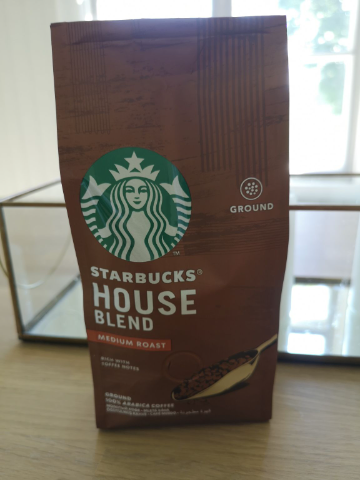 GROUND
STARBUCKS®
HOUSE
BLEND
MEDIUM ROAST
RICH WITH
TOFFEE NOTES
GROUND
100% ARABICA COFFEE